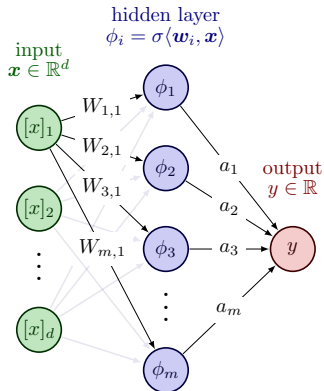 hidden layer
ϕ_i = σ⟨w_i, x⟩
input
x ∈ ℝ^d
ϕ_1
[x]_1
W_{1,1}
W_{2,1}
W_{3,1}
W_{m,1}
ϕ_2
[x]_2
a_1
output
y ∈ ℝ
a_2
ϕ_3
a_3
y
⋮
⋮
a_m
[x]_d
ϕ_m